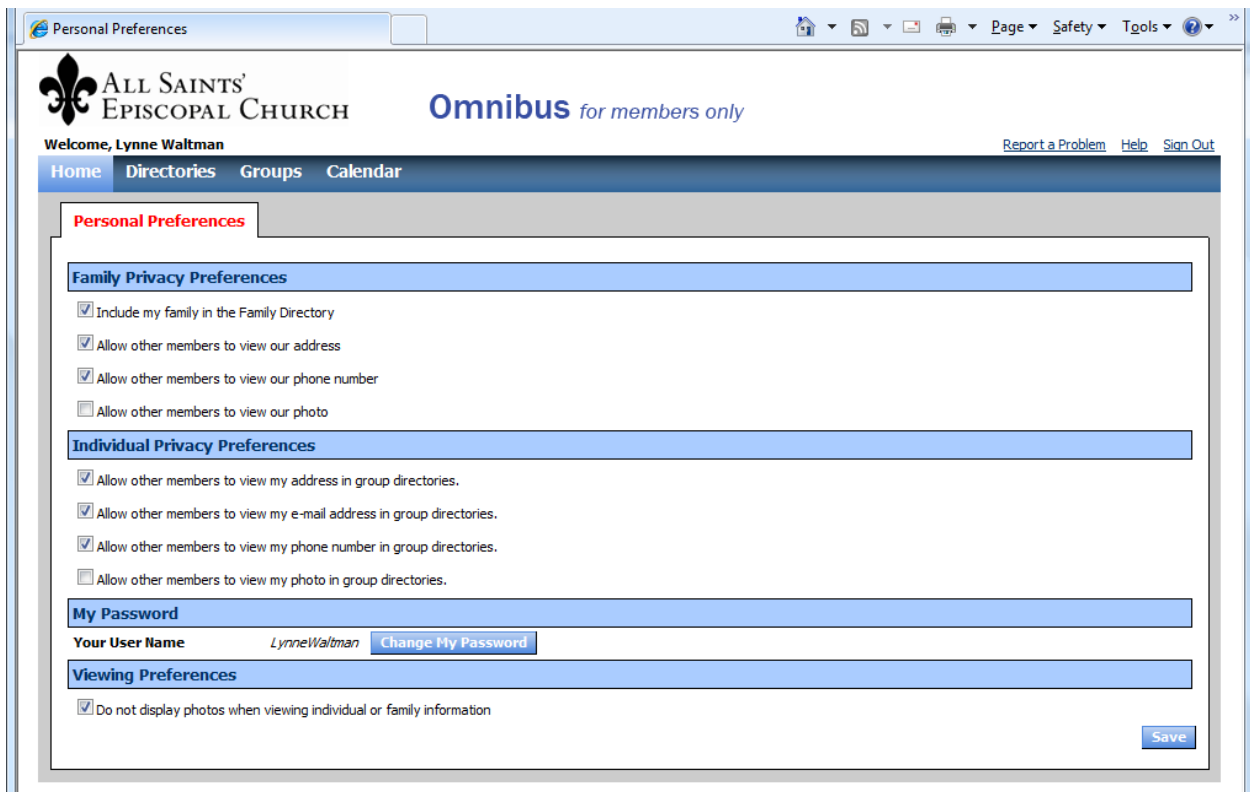 Personal Preferences
Page Safety Tools
»
ALL SAINTS'
EPISCOPAL CHURCH
Omnibus for members only
Welcome, Lynne Waltman
Report a Problem Help Sign Out
Home Directories Groups Calendar
Personal Preferences
Family Privacy Preferences
Include my family in the Family Directory
Allow other members to view our address
Allow other members to view our phone number
Allow other members to view our photo
Individual Privacy Preferences
Allow other members to view my address in group directories.
Allow other members to view my e-mail address in group directories.
Allow other members to view my phone number in group directories.
Allow other members to view my photo in group directories.
My Password
Your User Name LynneWaltman Change My Password
Viewing Preferences
Do not display photos when viewing individual or family information
Save